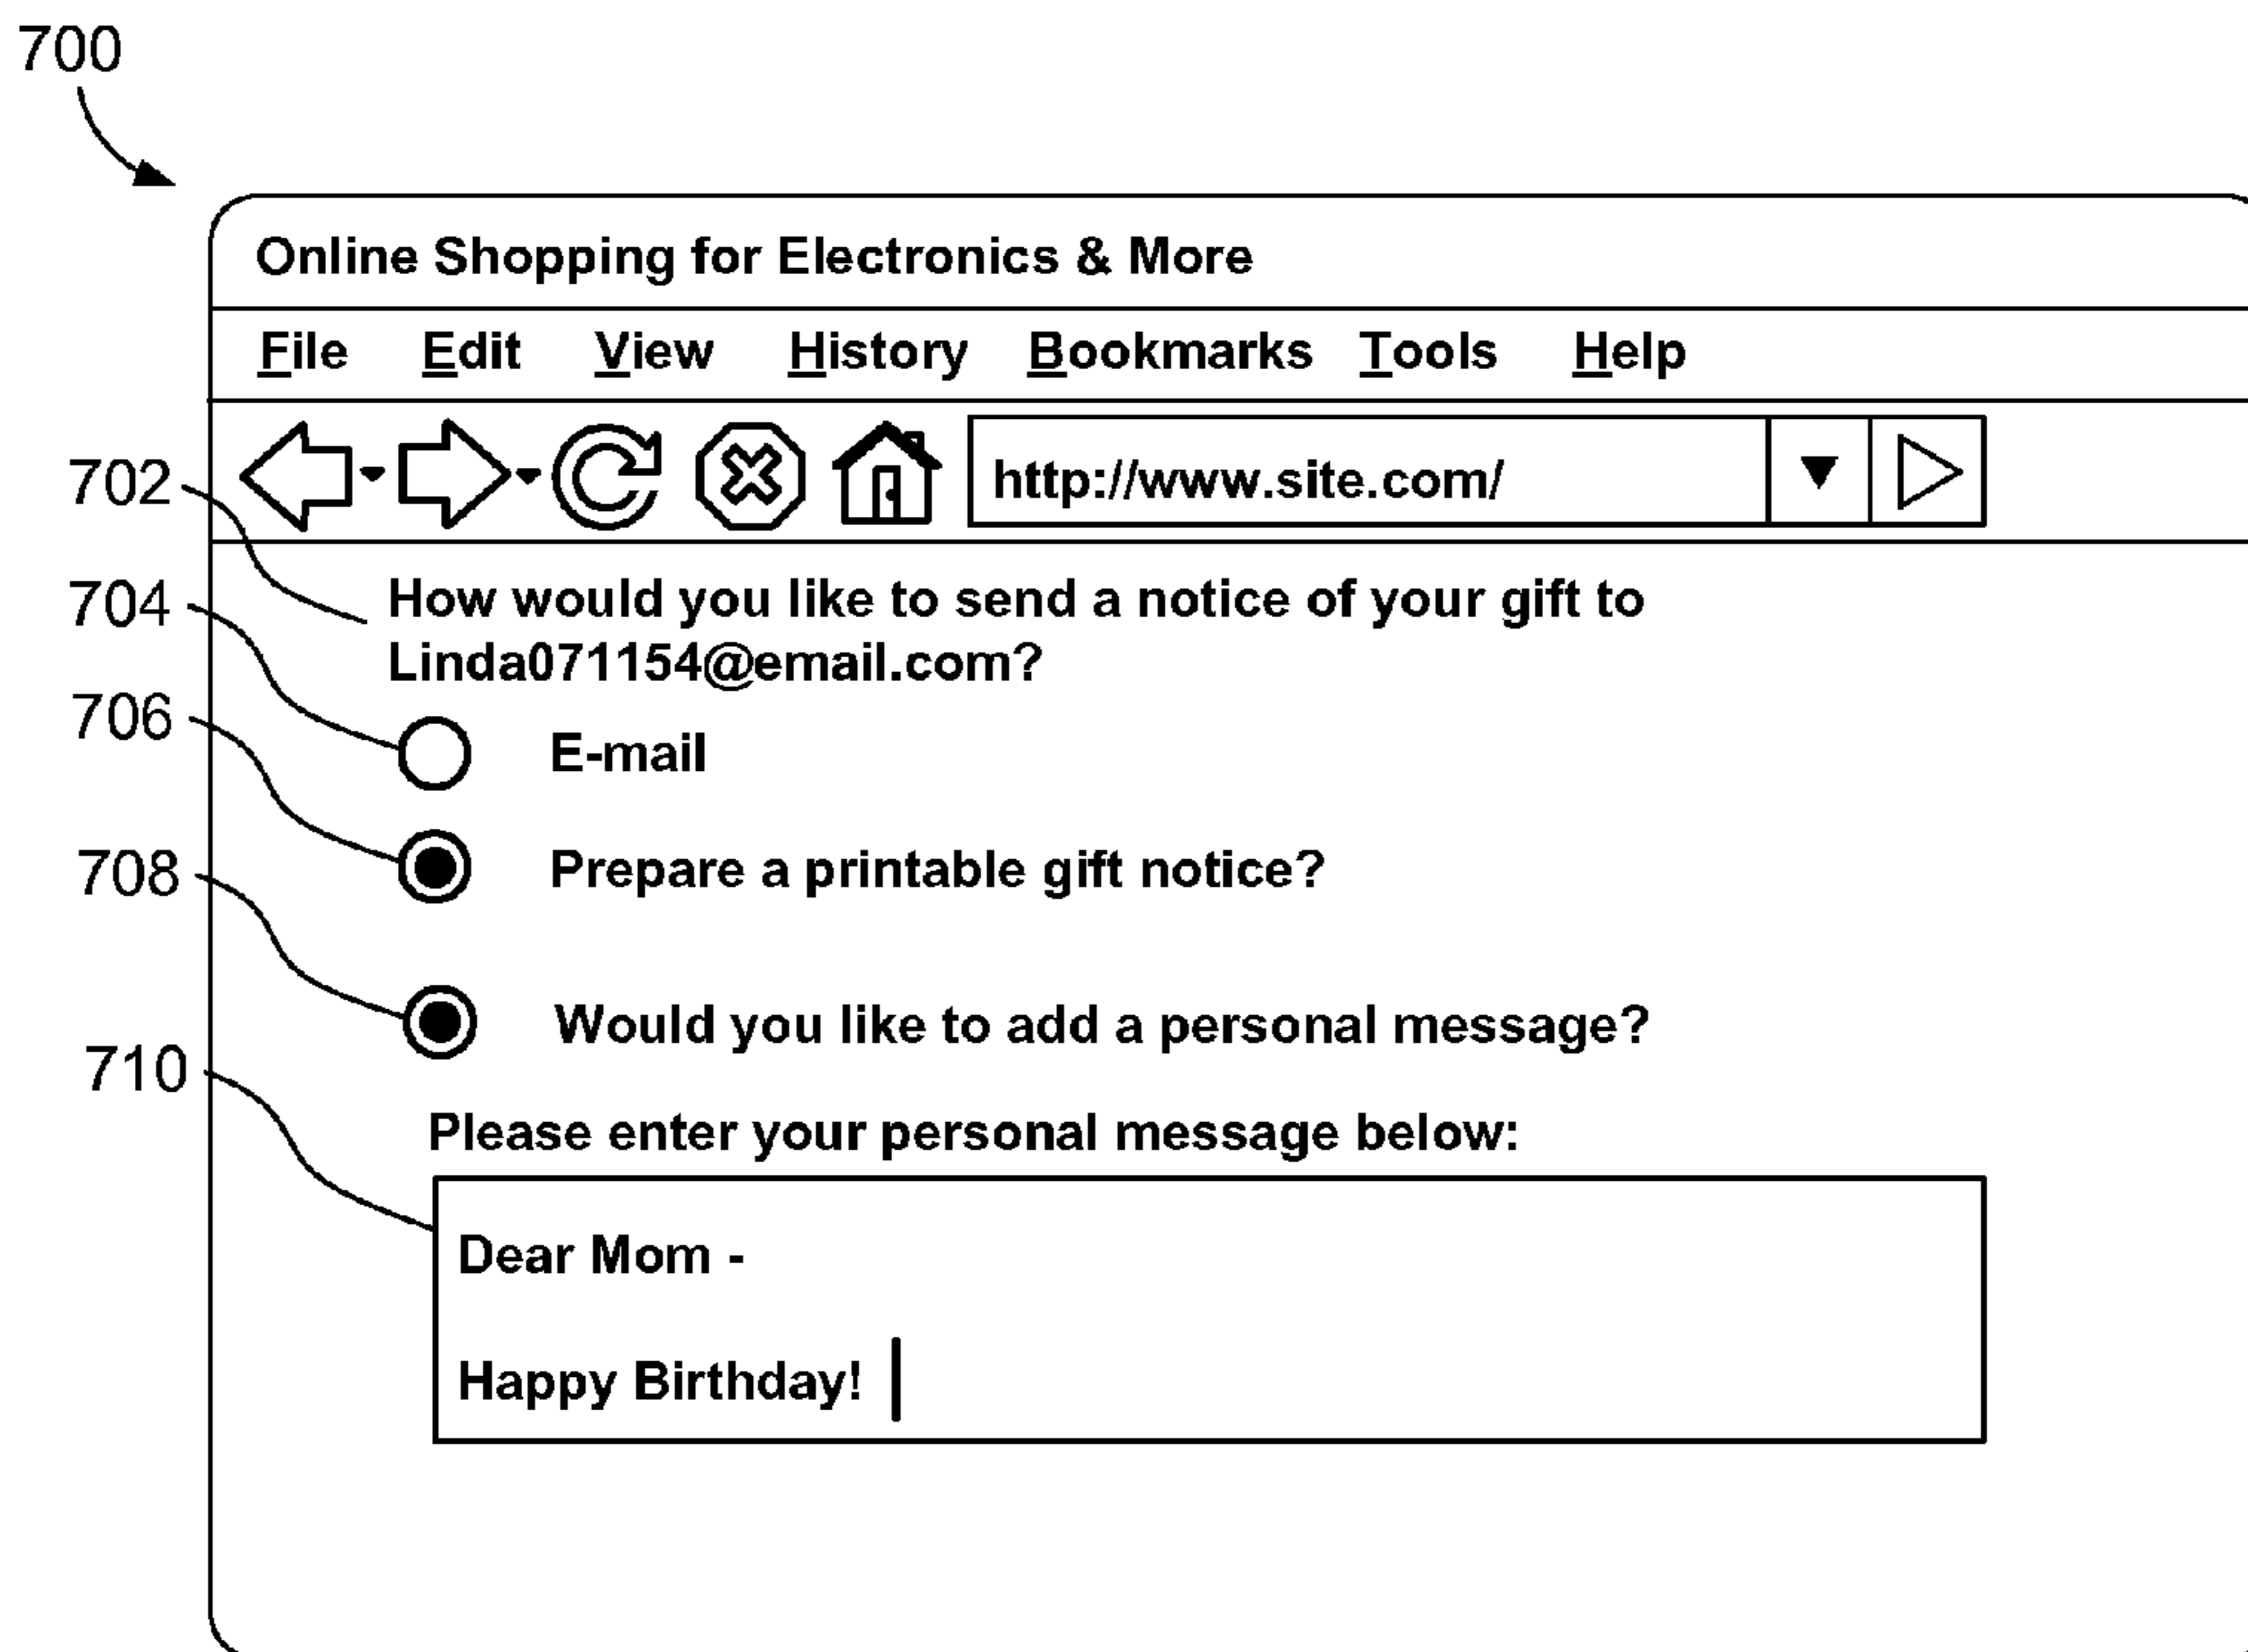 700
Online Shopping for Electronics & More
File Edit View History Bookmarks Tools Help
702
http://www.site.com/
704
How would you like to send a notice of your gift to
Linda071154@email.com?
706
E-mail
708
Prepare a printable gift notice?
Would you like to add a personal message?
710
Please enter your personal message below:
Dear Mom -
Happy Birthday!